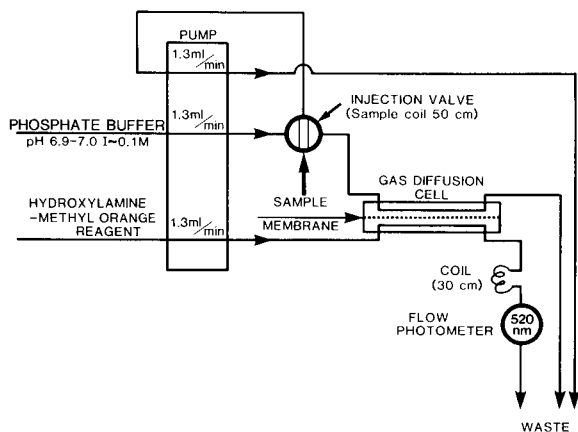 PUMP
1.3ml/min
1.3ml/min
PHOSPHATE BUFFER
pH 6.9-7.0 I~0.1M
INJECTION VALVE
(Sample coil 50 cm)
HYDROXYLAMINE
-METHYL ORANGE
REAGENT
1.3ml/min
SAMPLE
MEMBRANE
GAS DIFFUSION
CELL
COIL
(30 cm)
FLOW
PHOTOMETER
520
nm
WASTE